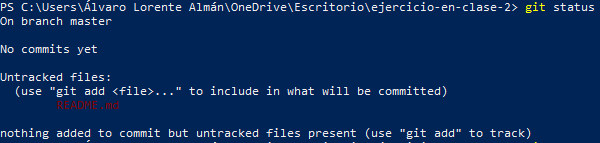 PS C:\Users\Álvaro Lorente Almán\OneDrive\Escritorio\ejercicio-en-clase-2> git status
On branch master
No commits yet
Untracked files:
(use "git add <file>..." to include in what will be committed)
README.md
nothing added to commit but untracked files present (use "git add" to track)